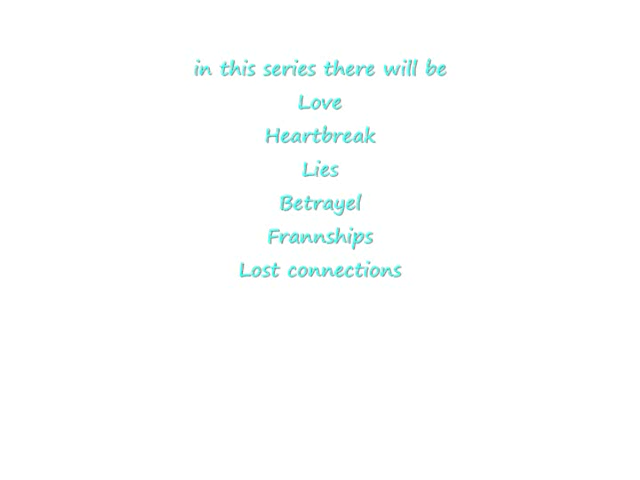 in this series there will be
Love
Heartbreak
Lies
Betrayel
Frannships
Lost connections